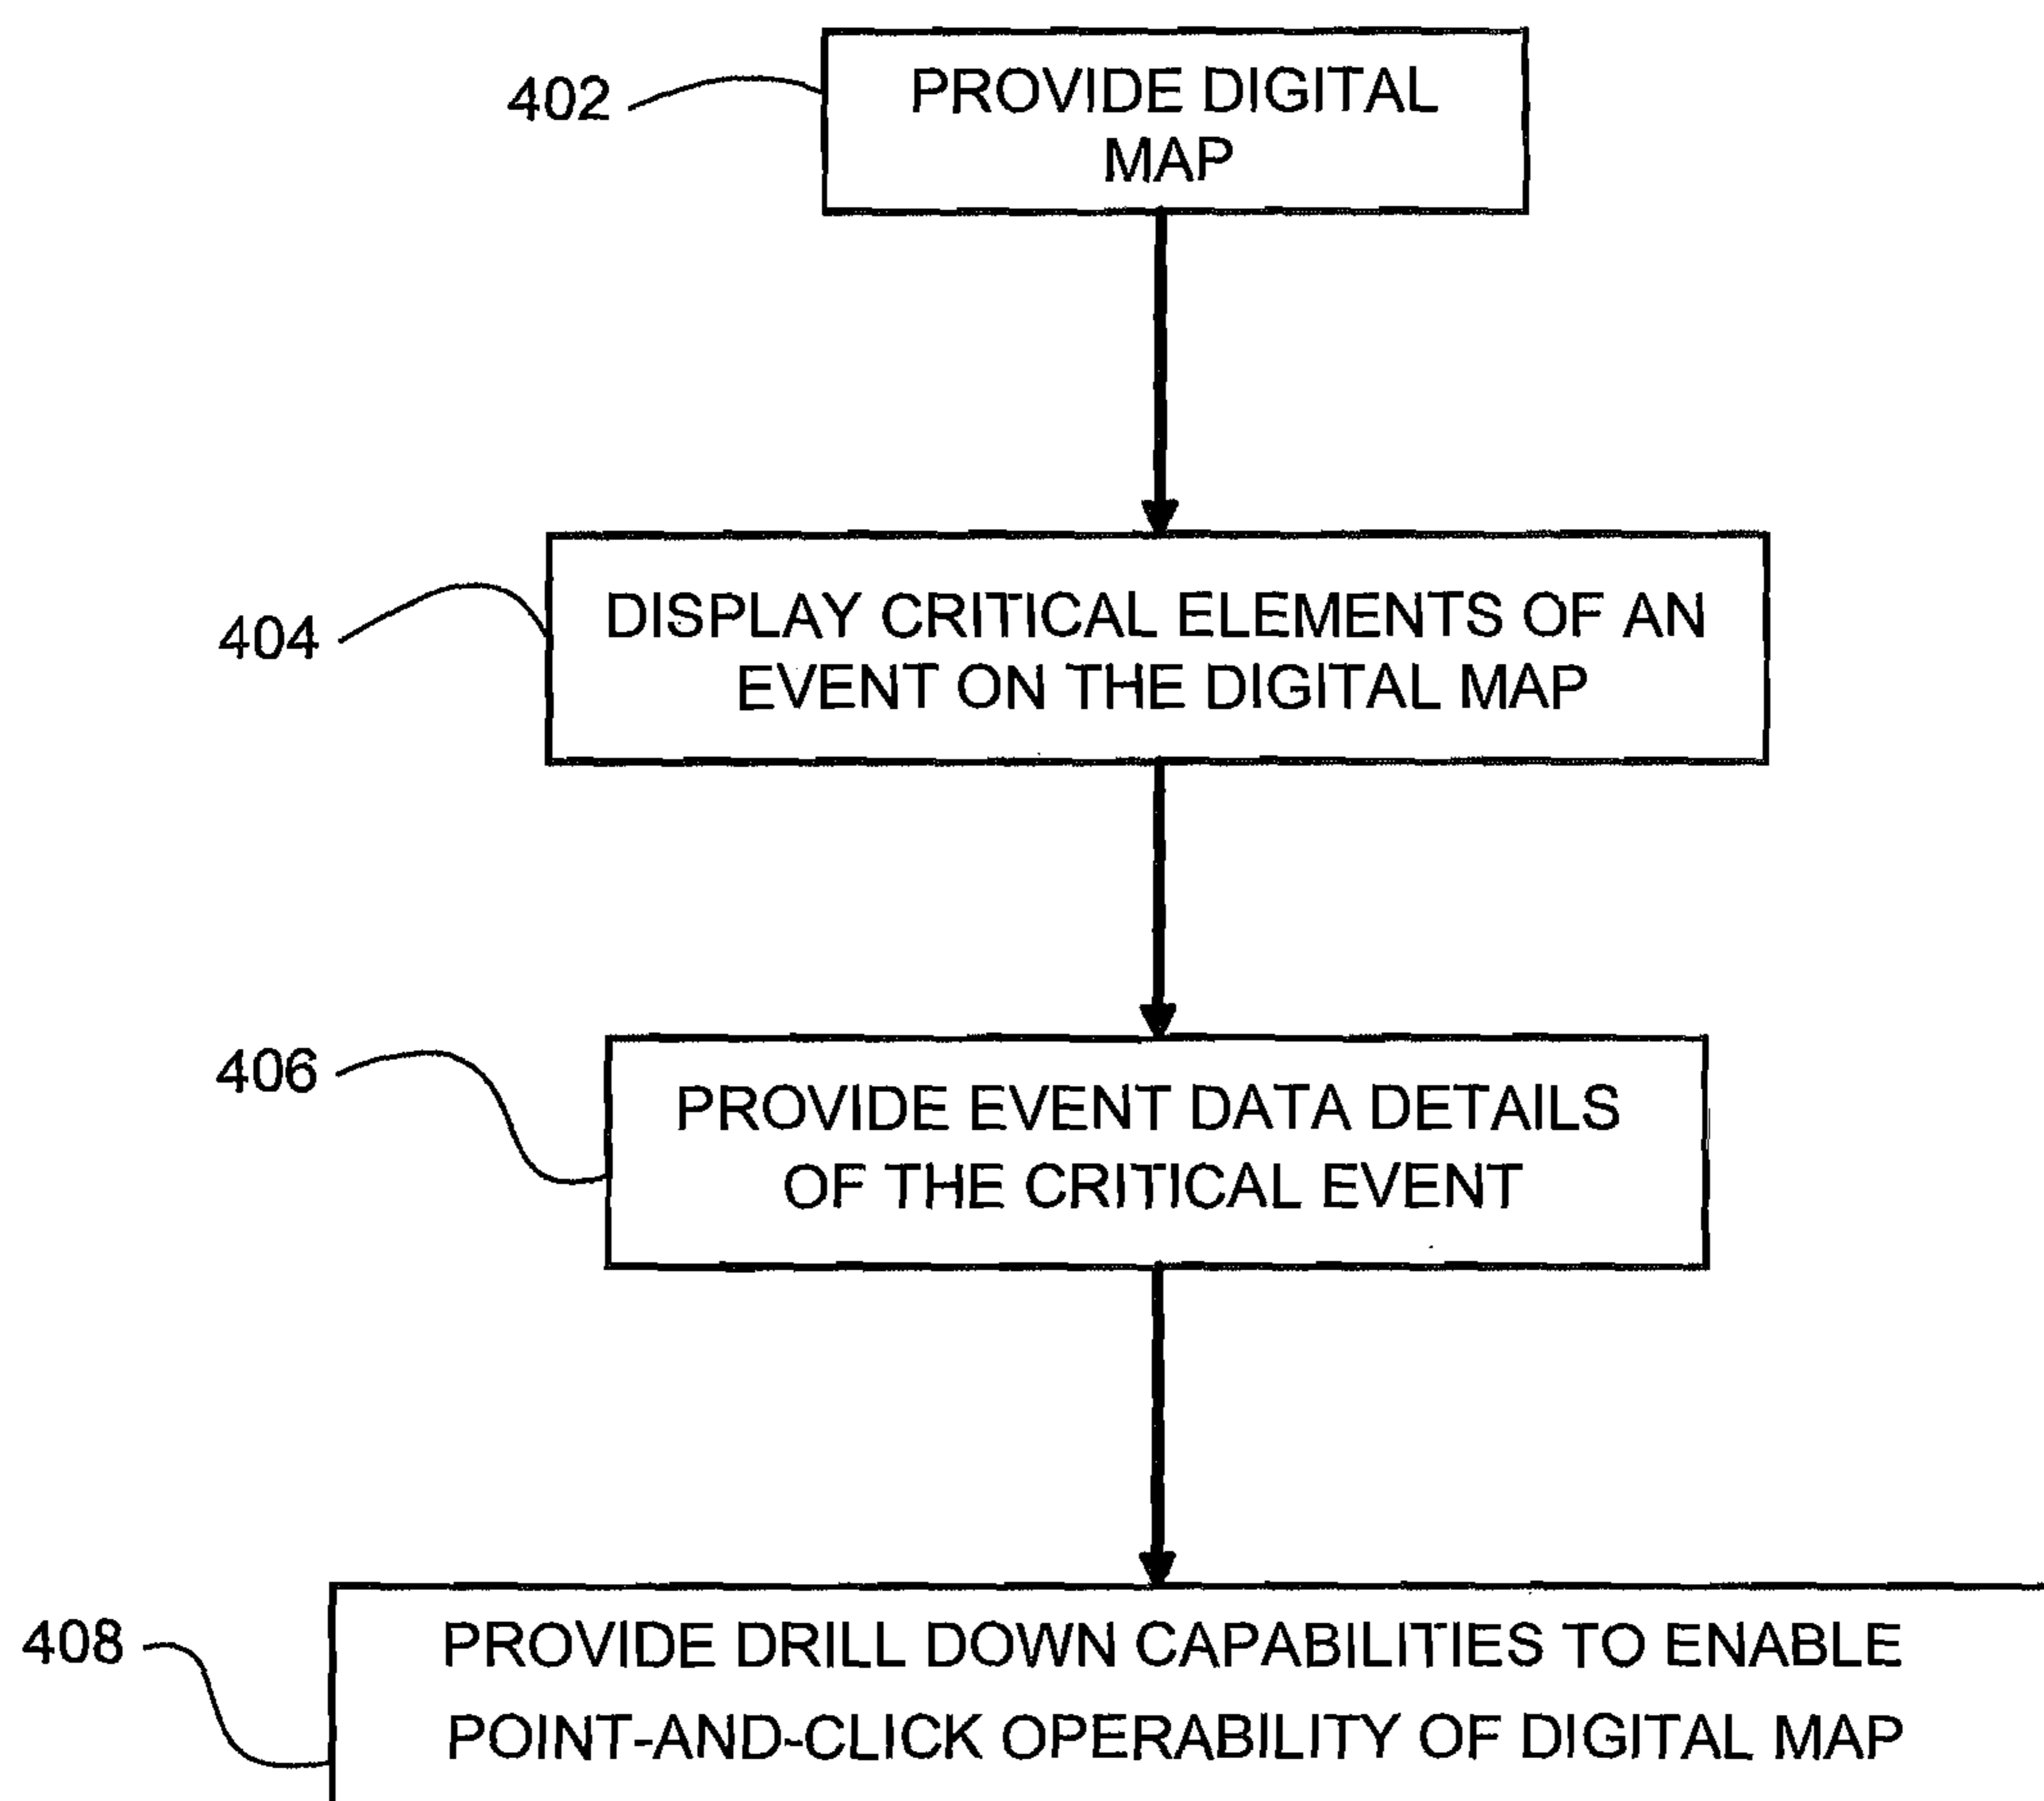 402
PROVIDE DIGITAL
MAP
404
DISPLAY CRITICAL ELEMENTS OF AN
EVENT ON THE DIGITAL MAP
406
PROVIDE EVENT DATA DETAILS
OF THE CRITICAL EVENT
408
PROVIDE DRILL DOWN CAPABILITIES TO ENABLE
POINT-AND-CLICK OPERABILITY OF DIGITAL MAP